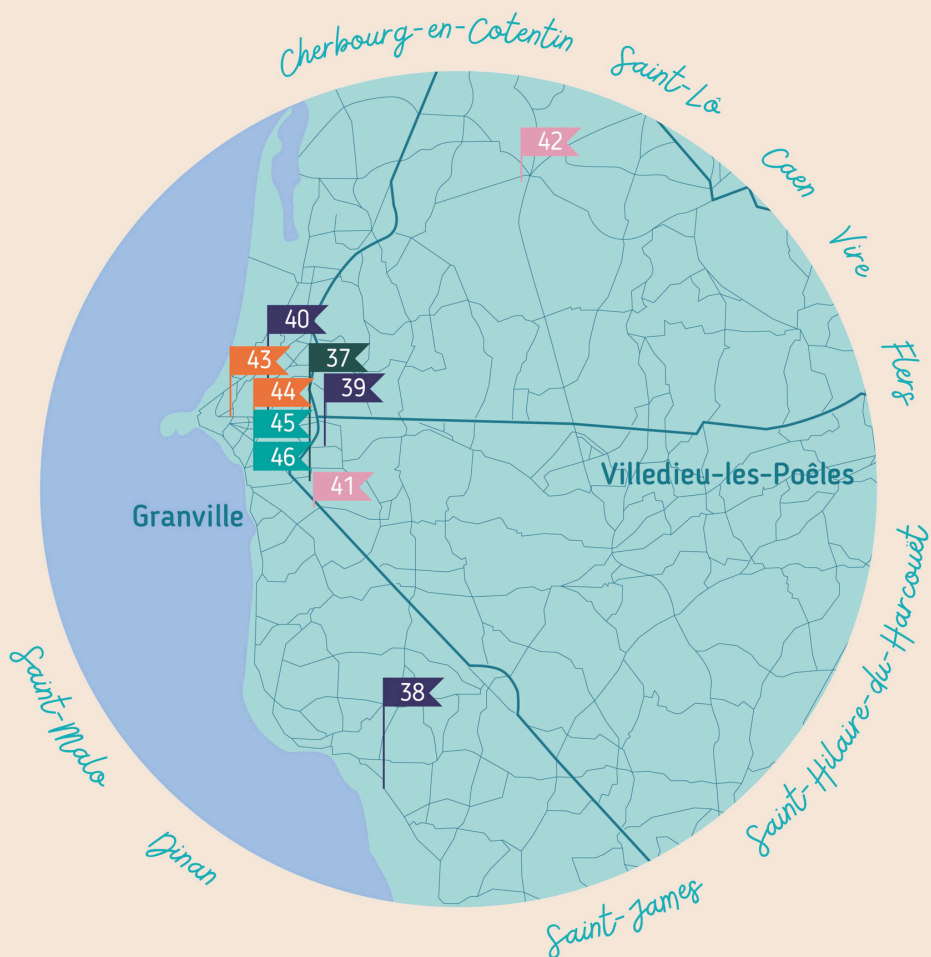 Cherbourg-en-Cotentin
Saint-Lô
Caen
Vire
Flers
42
40
43
37
44
39
45
46
41
Villedieu-les-Poêles
Granville
Saint-Hilaire-du-Harcouët
38
Saint-Malo
Dinan
Saint-James